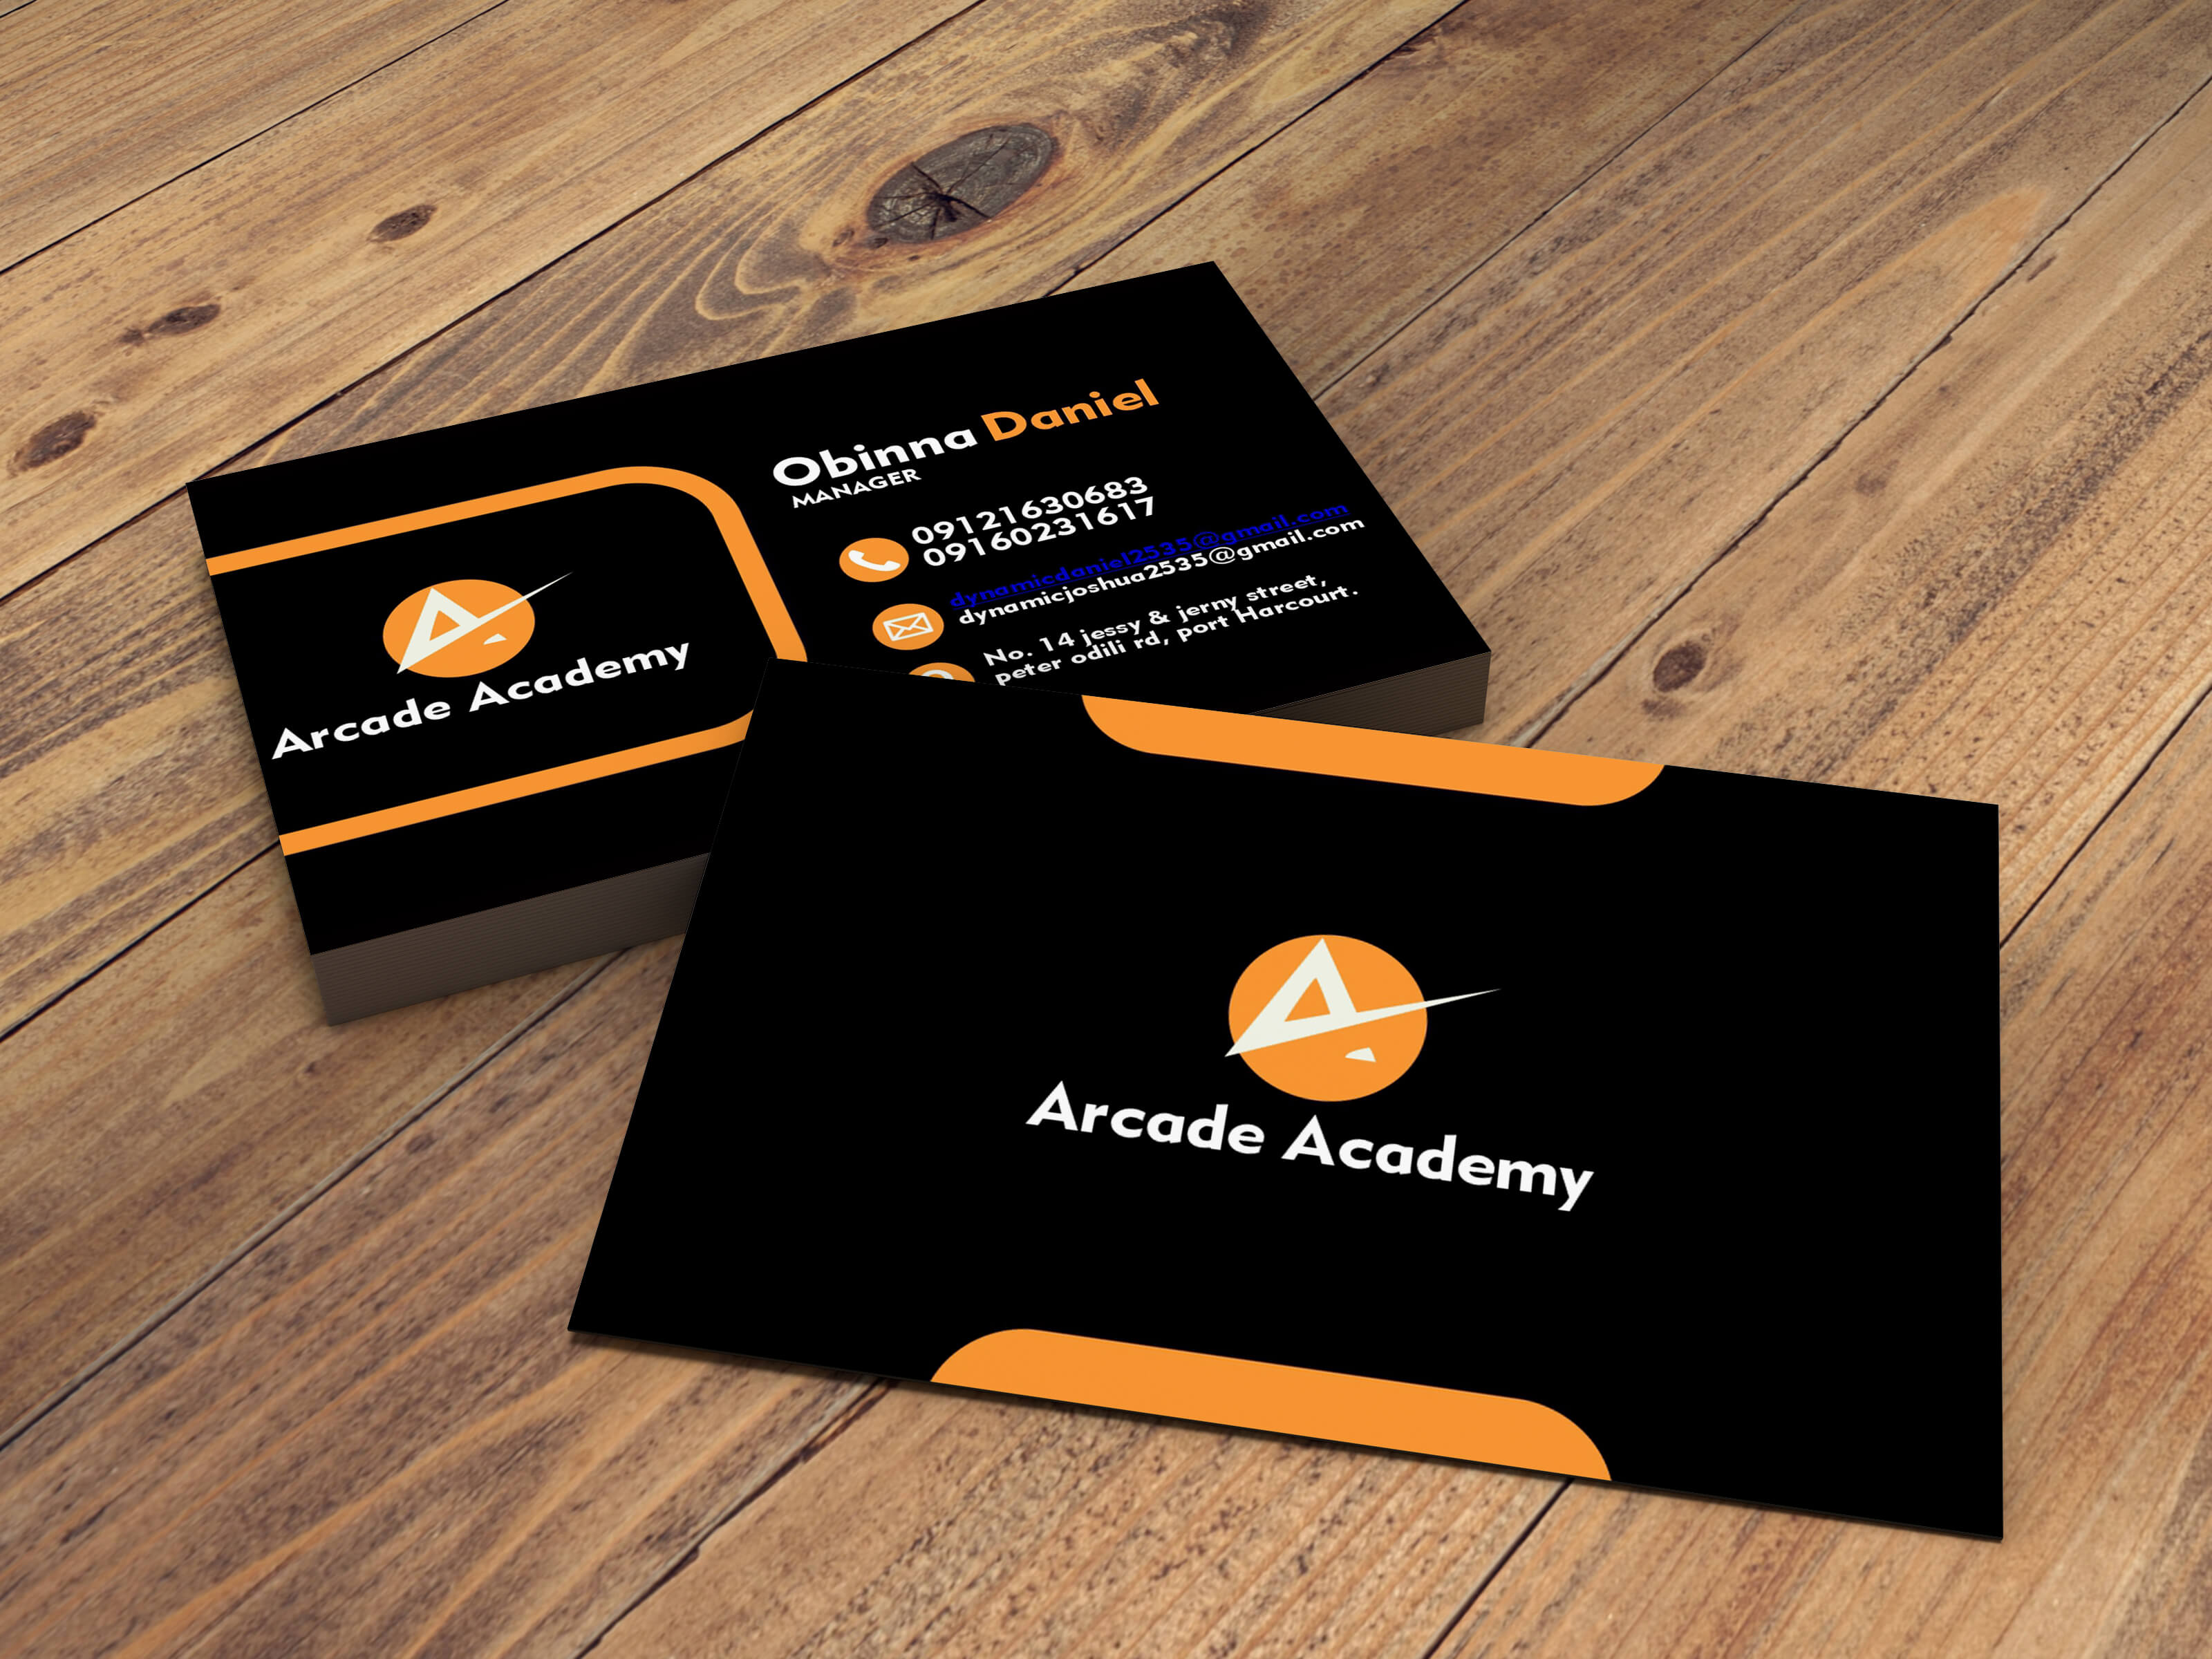 Obinna Daniel
MANAGER
09121630683
09160231617
dynamicdaniel2535@gmail.com
dynamicjoshua2535@gmail.com
No. 14 jessy & jerny street,
peter odili rd, port Harcourt.
Arcade Academy
Arcade Academy